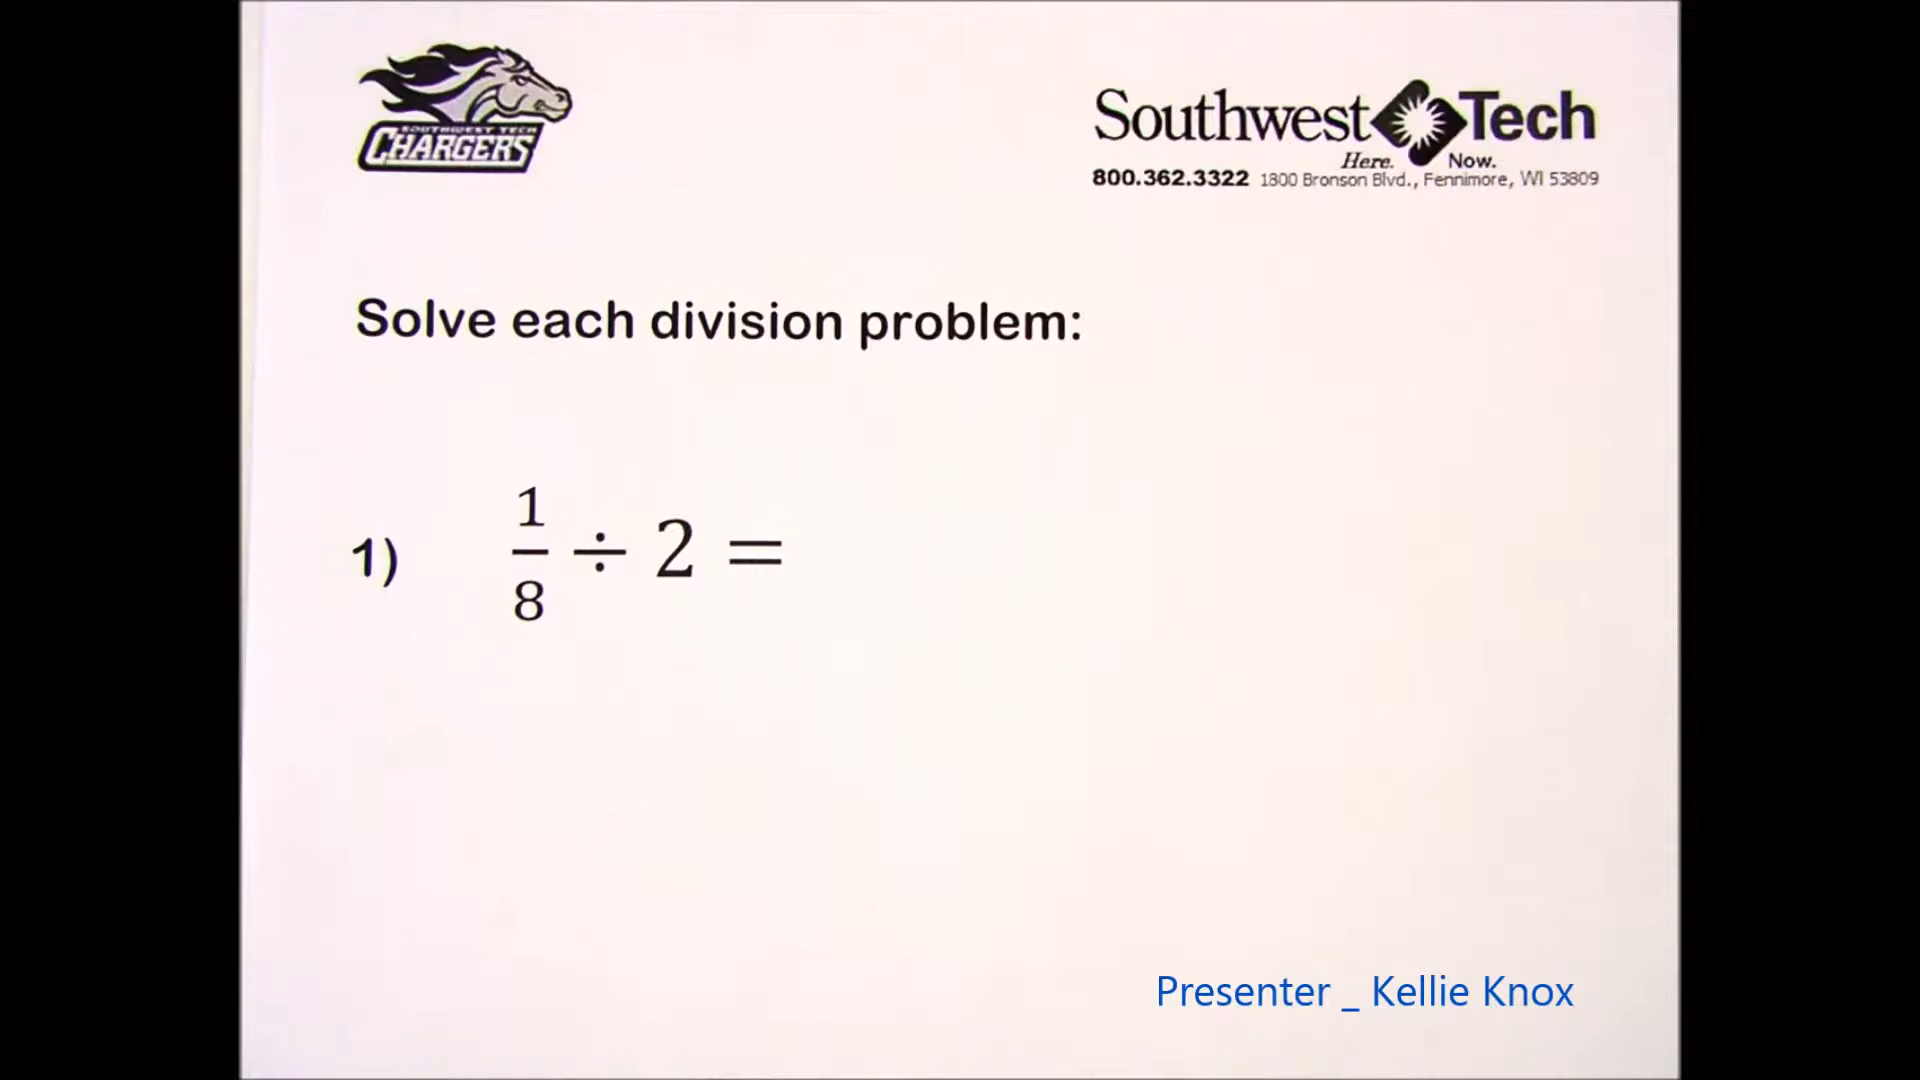 SOUTHWEST TECH
CHARGERS
Southwest Tech
Here. Now.
800.362.3322 1800 Bronson Blvd., Fennimore, WI 53809
Solve each division problem:
1) 1/8 ÷ 2 =
Presenter _ Kellie Knox